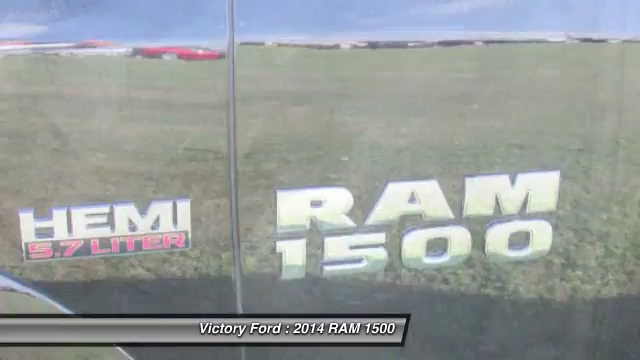 HEMI
5.7 LITER
RAM
1500
Victory Ford : 2014 RAM 1500